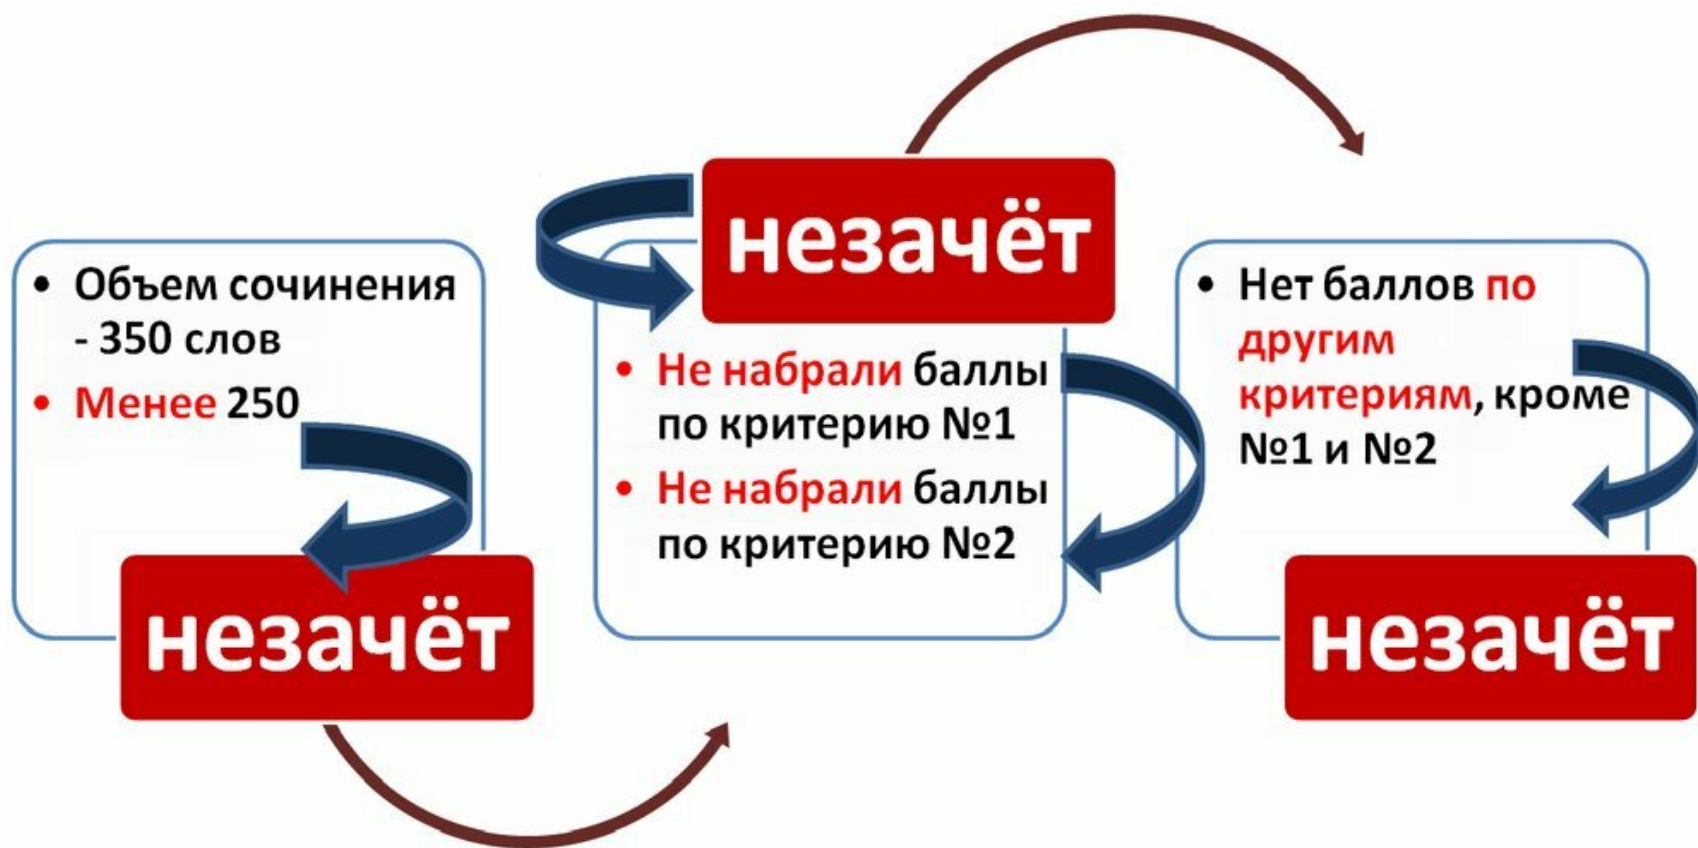 Объем сочинения
- 350 слов
Менее 250
незачёт
незачёт
Не набрали баллы
по критерию №1
Не набрали баллы
по критерию №2
Нет баллов по
другим
критериям, кроме
№1 и №2
незачёт